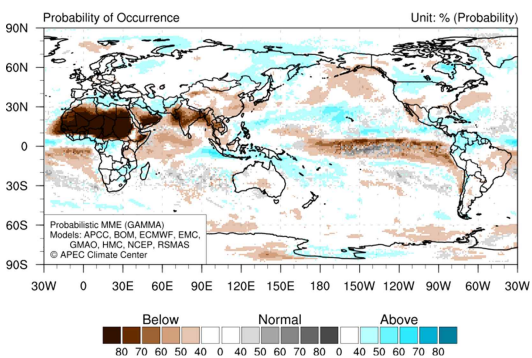 Probability of Occurrence Unit: % (Probability)
90N
60N
30N
0
30S
60S
90S
Probabilistic MME (GAMMA)
Models: APCC, BOM, ECMWF, EMC,
GMAO, HMC, NCEP, RSMAS
© APEC Climate Center
30W 0 30E 60E 90E 120E 150E 180 150W 120W 90W 60W 30W
Below Normal Above
80 70 60 50 40 0 40 50 60 70 80 0 40 50 60 70 80